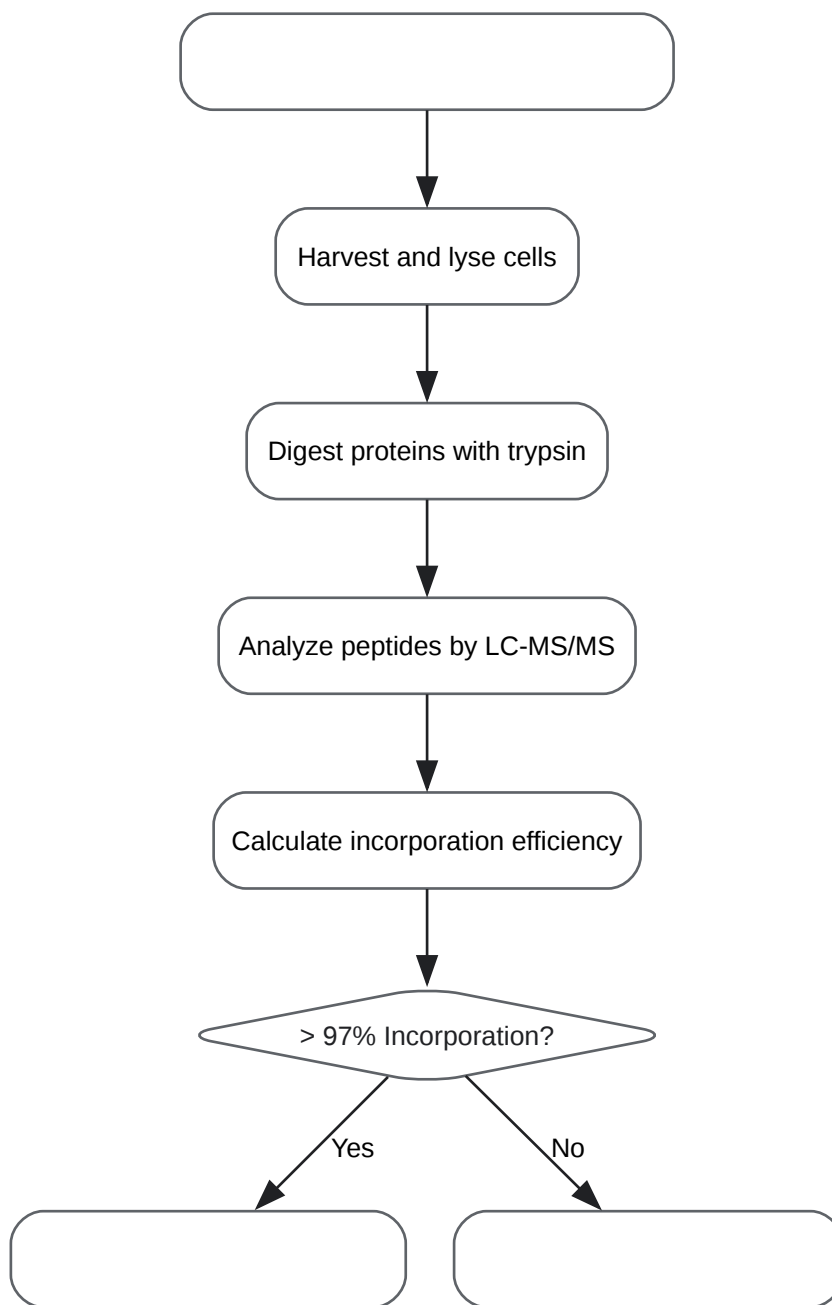 Harvest and lyse cells
Digest proteins with trypsin
Analyze peptides by LC-MS/MS
Calculate incorporation efficiency
> 97% Incorporation?
Yes
No